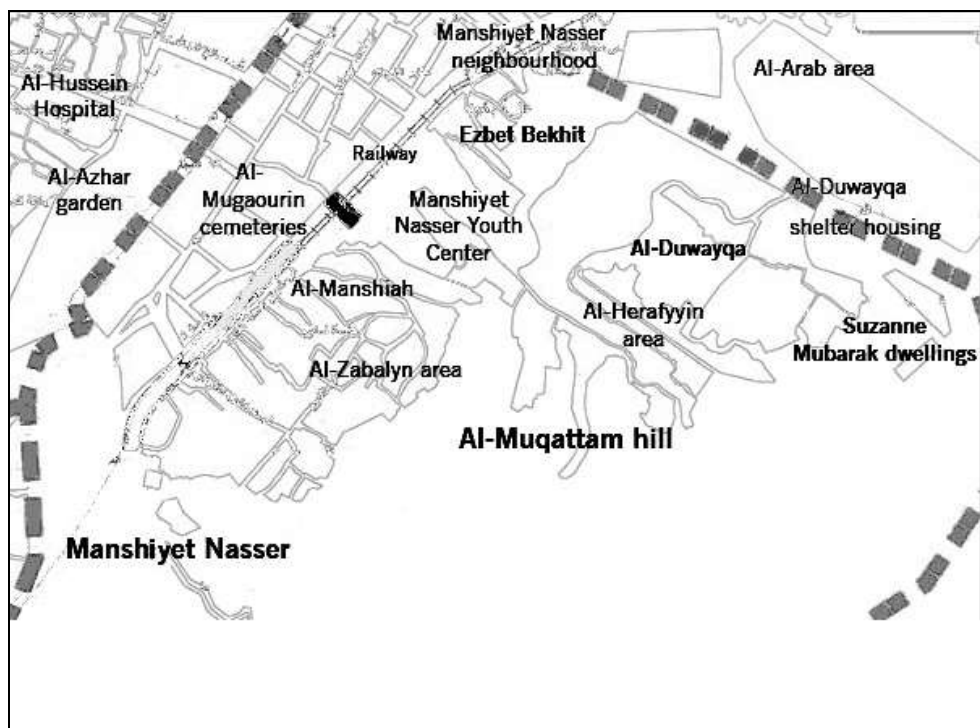 Manshiyet Nasser
neighbourhood
Al-Arab area
Al-Hussein
Hospital
Ezbet Bekhit
Railway
Al-Azhar
garden
Al-
Mugaourin
cemeteries
Manshiyet
Nasser Youth
Center
Al-Duwayqa
shelter housing
Al-Duwayqa
Al-Manshiah
Al-Herafyyin
area
Suzanne
Mubarak dwellings
Al-Zabalyn area
Al-Muqattam hill
Manshiyet Nasser